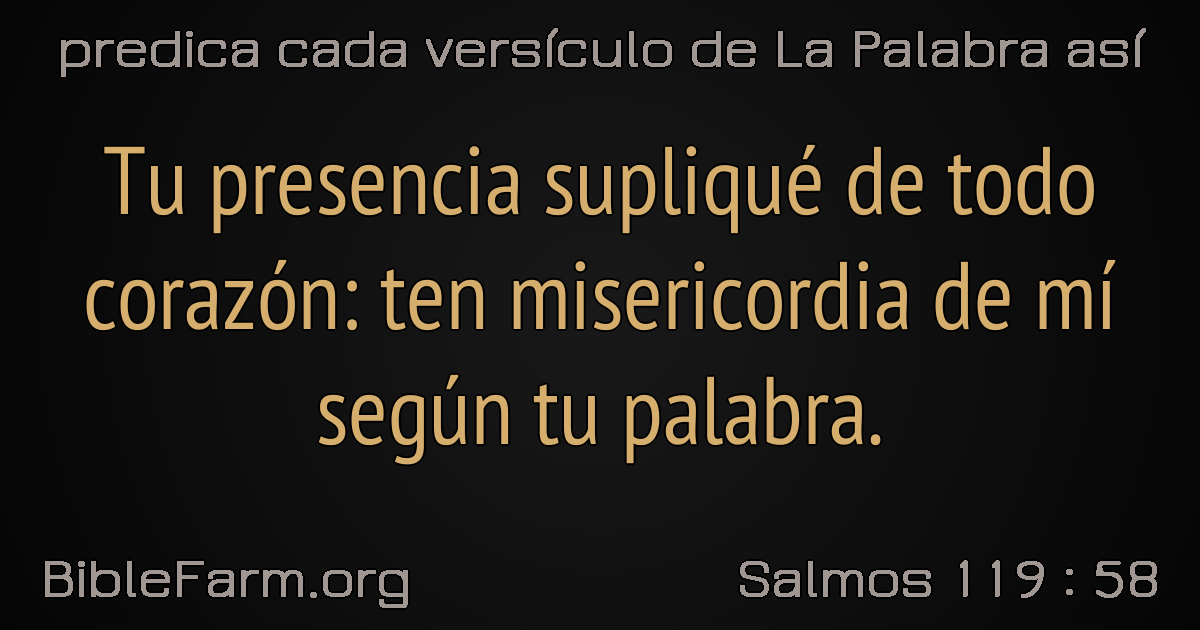 predica cada versículo de La Palabra así
Tu presencia supliqué de todo
corazón: ten misericordia de mí
según tu palabra.
BibleFarm.org
Salmos 119 : 58